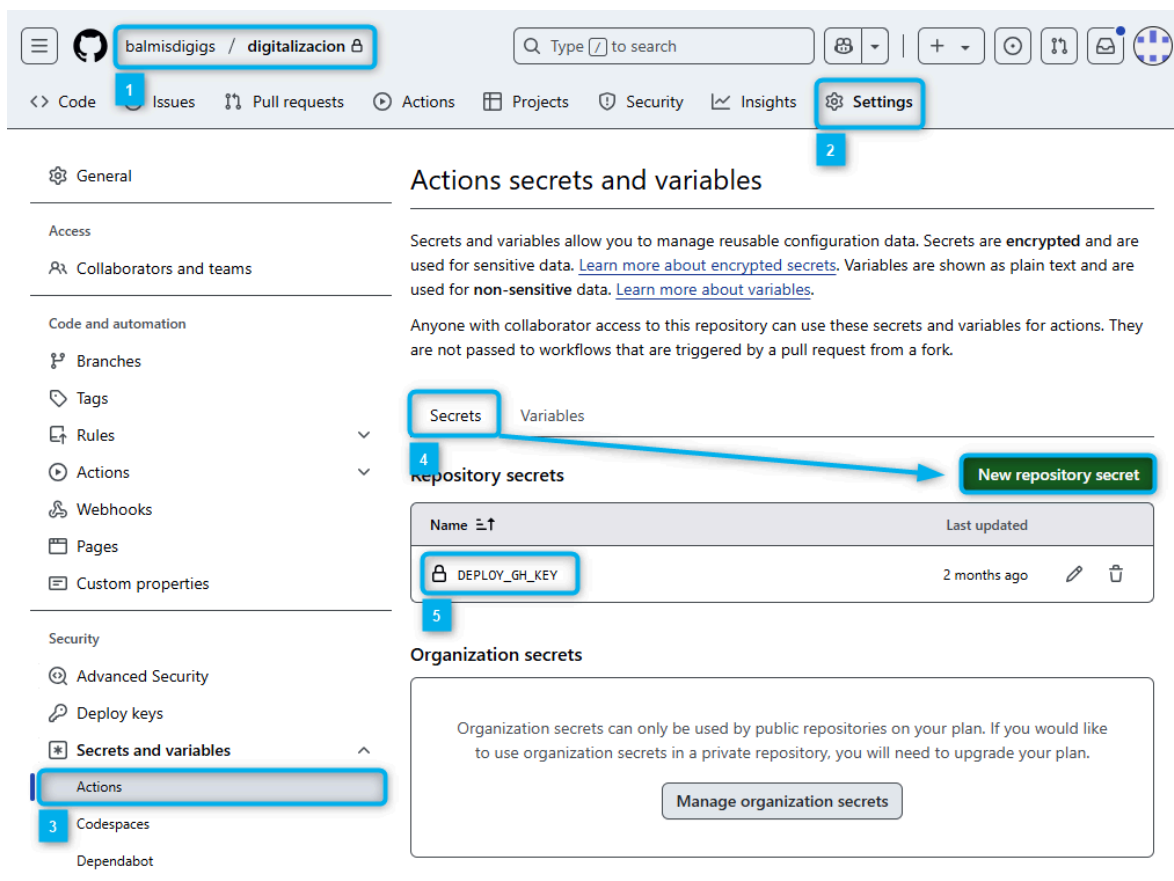 balmisdigigs / digitalizacion
Type / to search
1
Code
Issues
Pull requests
Actions
Projects
Security
Insights
Settings
2
General
Access
Collaborators and teams
Code and automation
Branches
Tags
Rules
Actions
Webhooks
Pages
Custom properties
Security
Advanced Security
Deploy keys
Secrets and variables
Actions
3
Codespaces
Dependabot
Actions secrets and variables
Secrets and variables allow you to manage reusable configuration data. Secrets are encrypted and are
used for sensitive data. Learn more about encrypted secrets. Variables are shown as plain text and are
used for non-sensitive data. Learn more about variables.
Anyone with collaborator access to this repository can use these secrets and variables for actions. They
are not passed to workflows that are triggered by a pull request from a fork.
Secrets
Variables
4
Repository secrets
New repository secret
Name
Last updated
DEPLOY_GH_KEY
2 months ago
5
Organization secrets
Organization secrets can only be used by public repositories on your plan. If you would like
to use organization secrets in a private repository, you will need to upgrade your plan.
Manage organization secrets